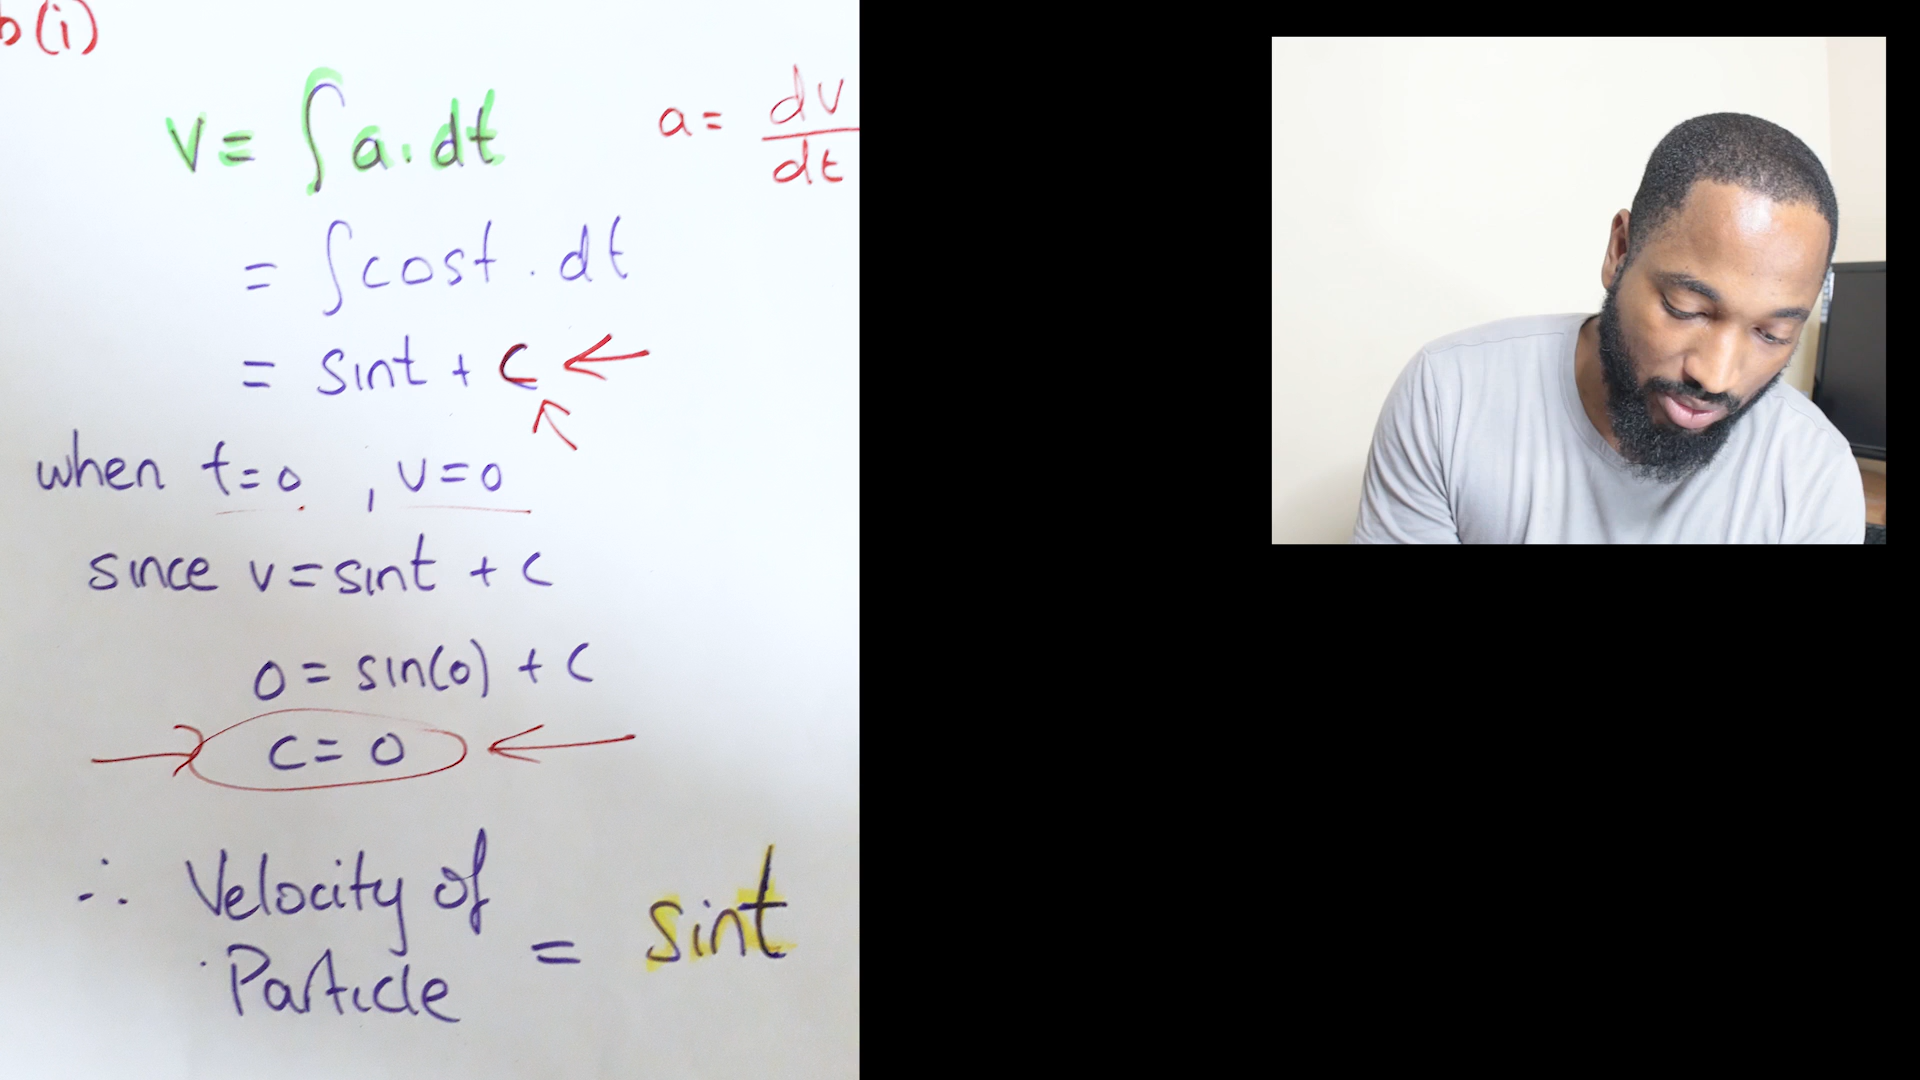 b(i)
v = ∫ a. dt
a = dv/dt
= ∫ cost . dt
= sint + c
when t=0 , v=0
since v=sint + c
0 = sin(0) + c
c = 0
∴ Velocity of
Particle = sint